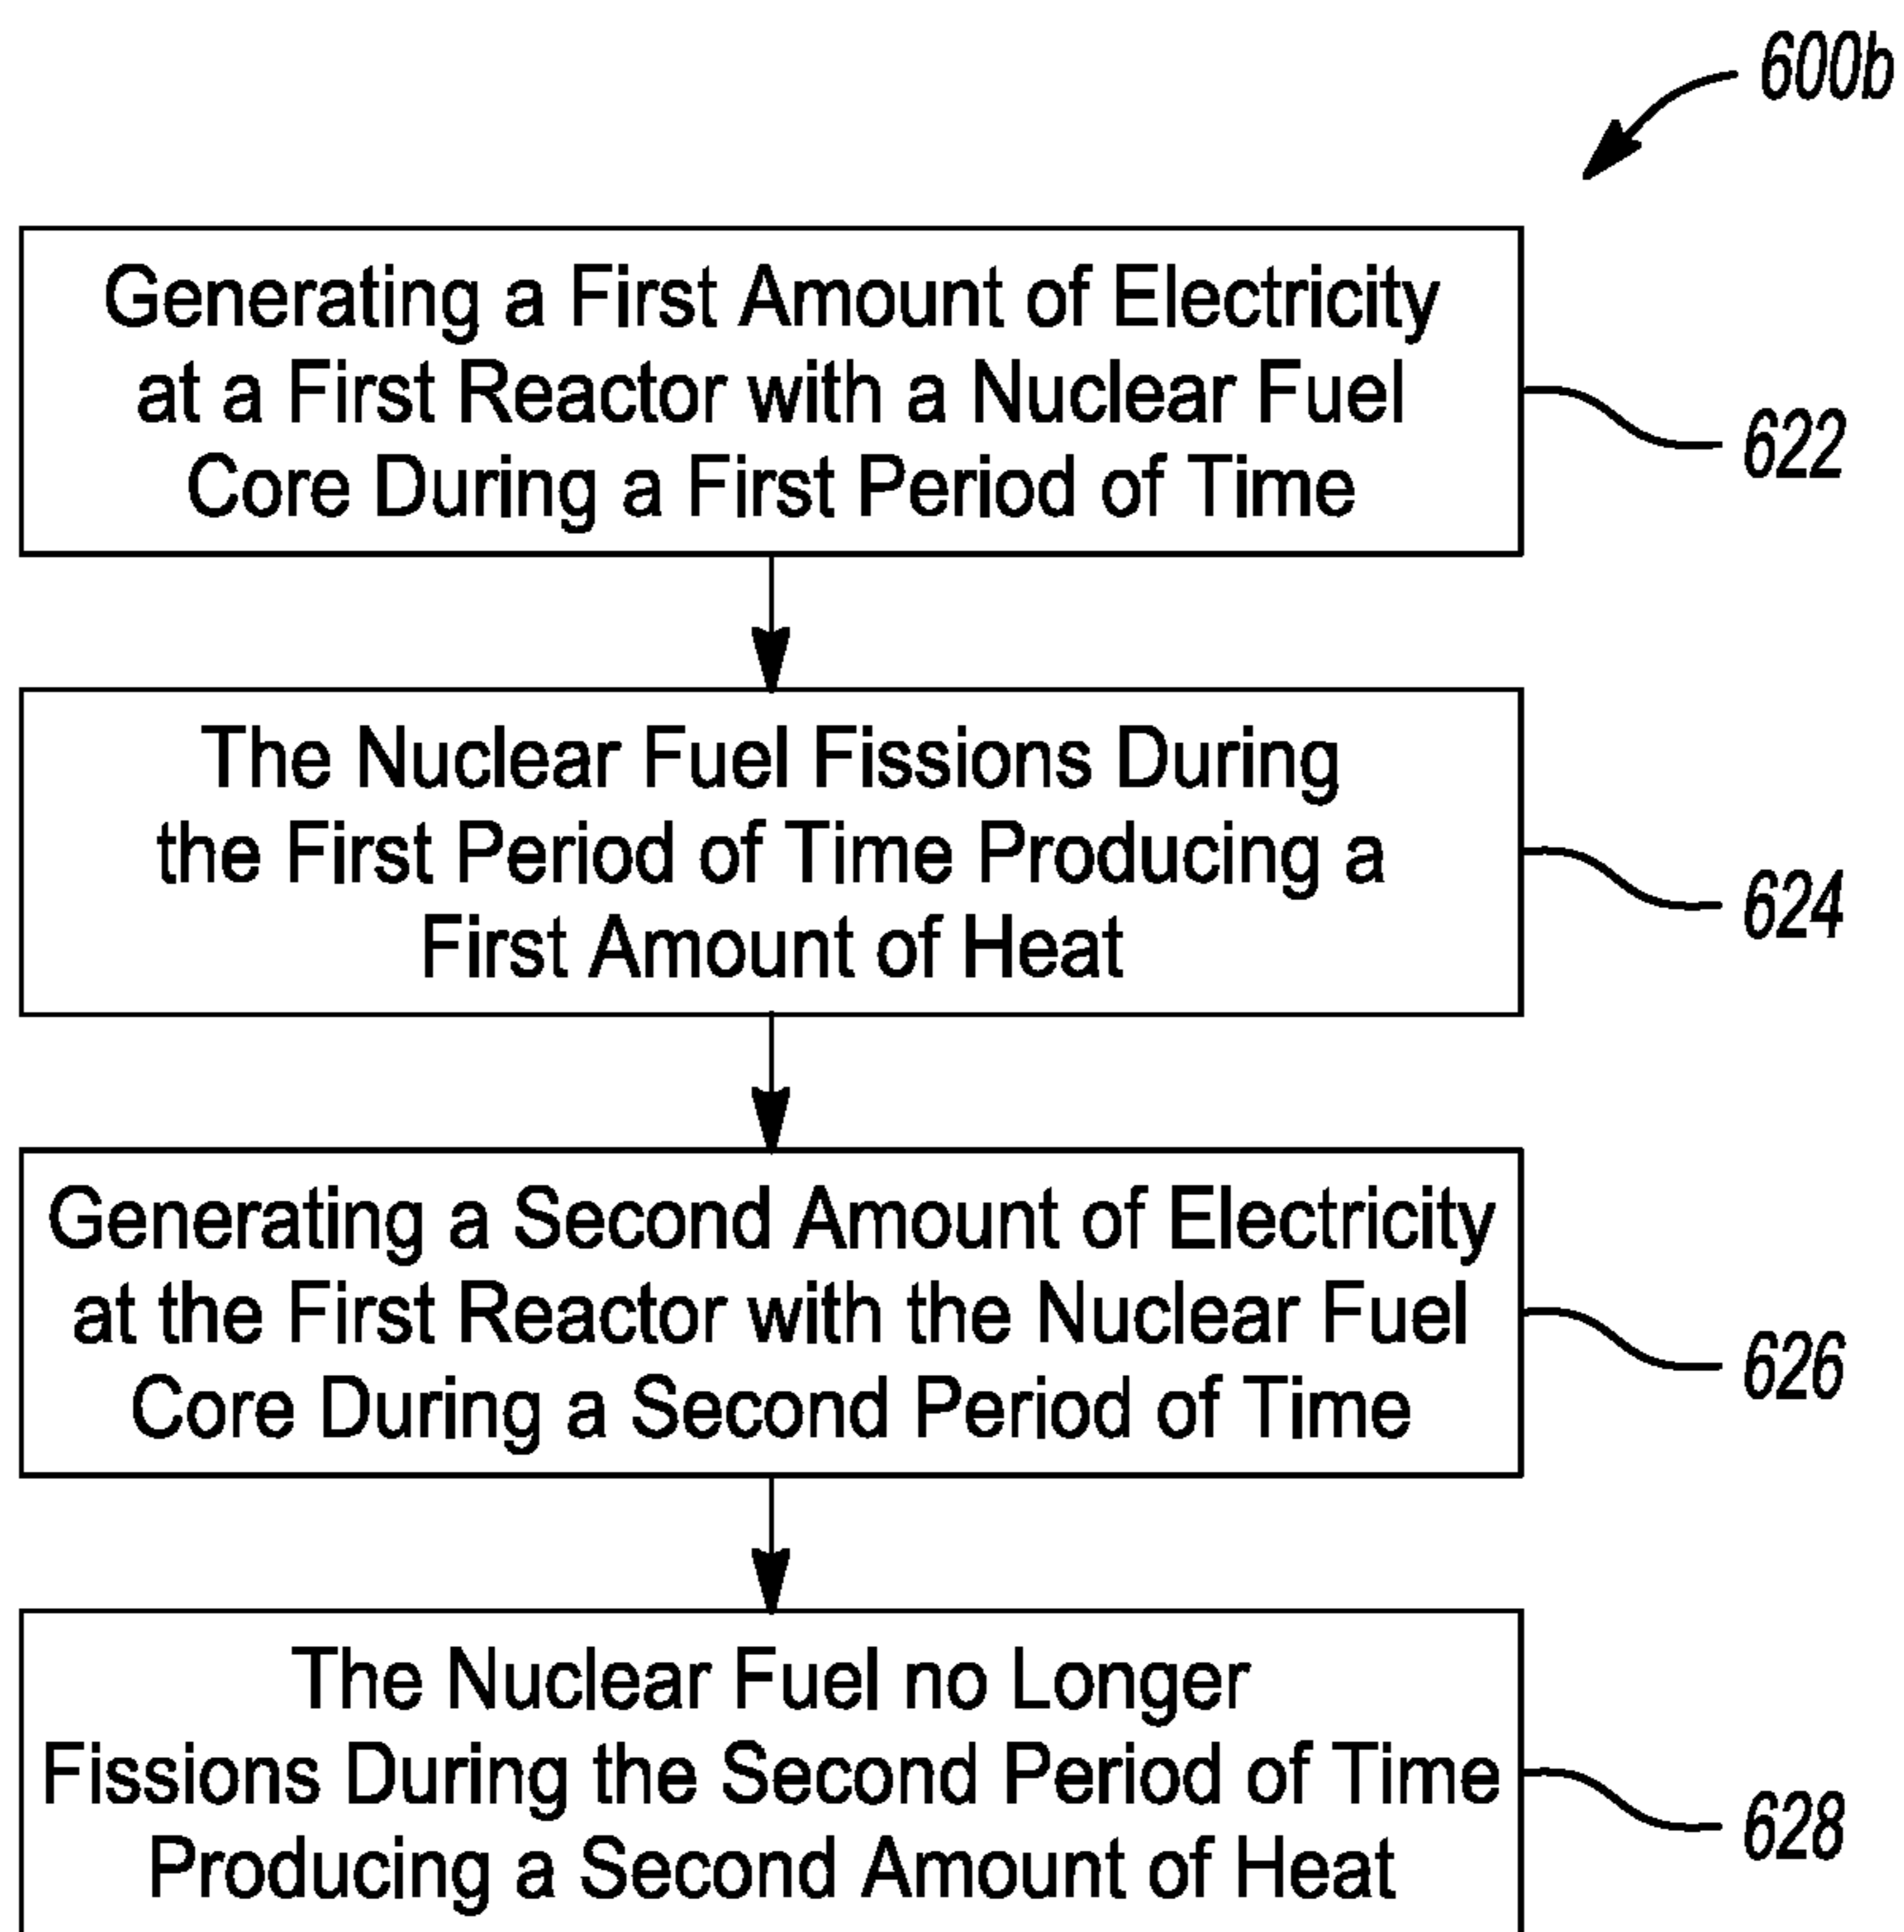 600b
Generating a First Amount of Electricity
at a First Reactor with a Nuclear Fuel
Core During a First Period of Time
622
The Nuclear Fuel Fissions During
the First Period of Time Producing a
First Amount of Heat
624
Generating a Second Amount of Electricity
at the First Reactor with the Nuclear Fuel
Core During a Second Period of Time
626
The Nuclear Fuel no Longer
Fissions During the Second Period of Time
Producing a Second Amount of Heat
628